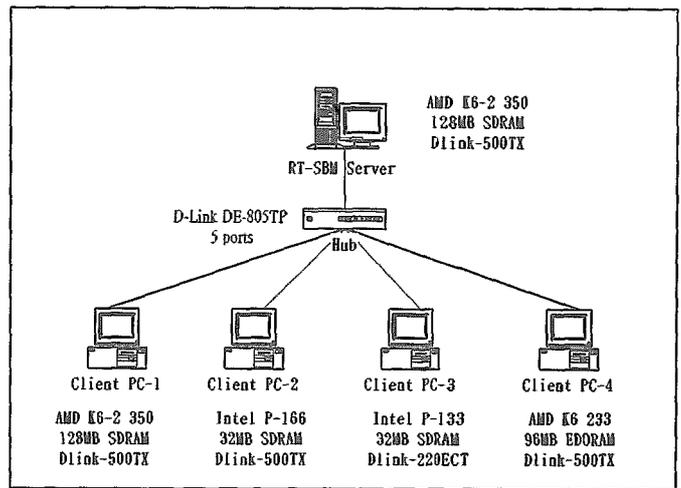 AMD K6-2 350
128MB SDRAM
Dlink-500TX
RT-SBM Server
D-Link DE-805TP
5 ports
Hub
Client PC-1
Client PC-2
Client PC-3
Client PC-4
AMD K6-2 350
128MB SDRAM
Dlink-500TX
Intel P-166
32MB SDRAM
Dlink-500TX
Intel P-133
32MB SDRAM
Dlink-220ECT
AMD K6 233
96MB EDORAM
Dlink-500TX